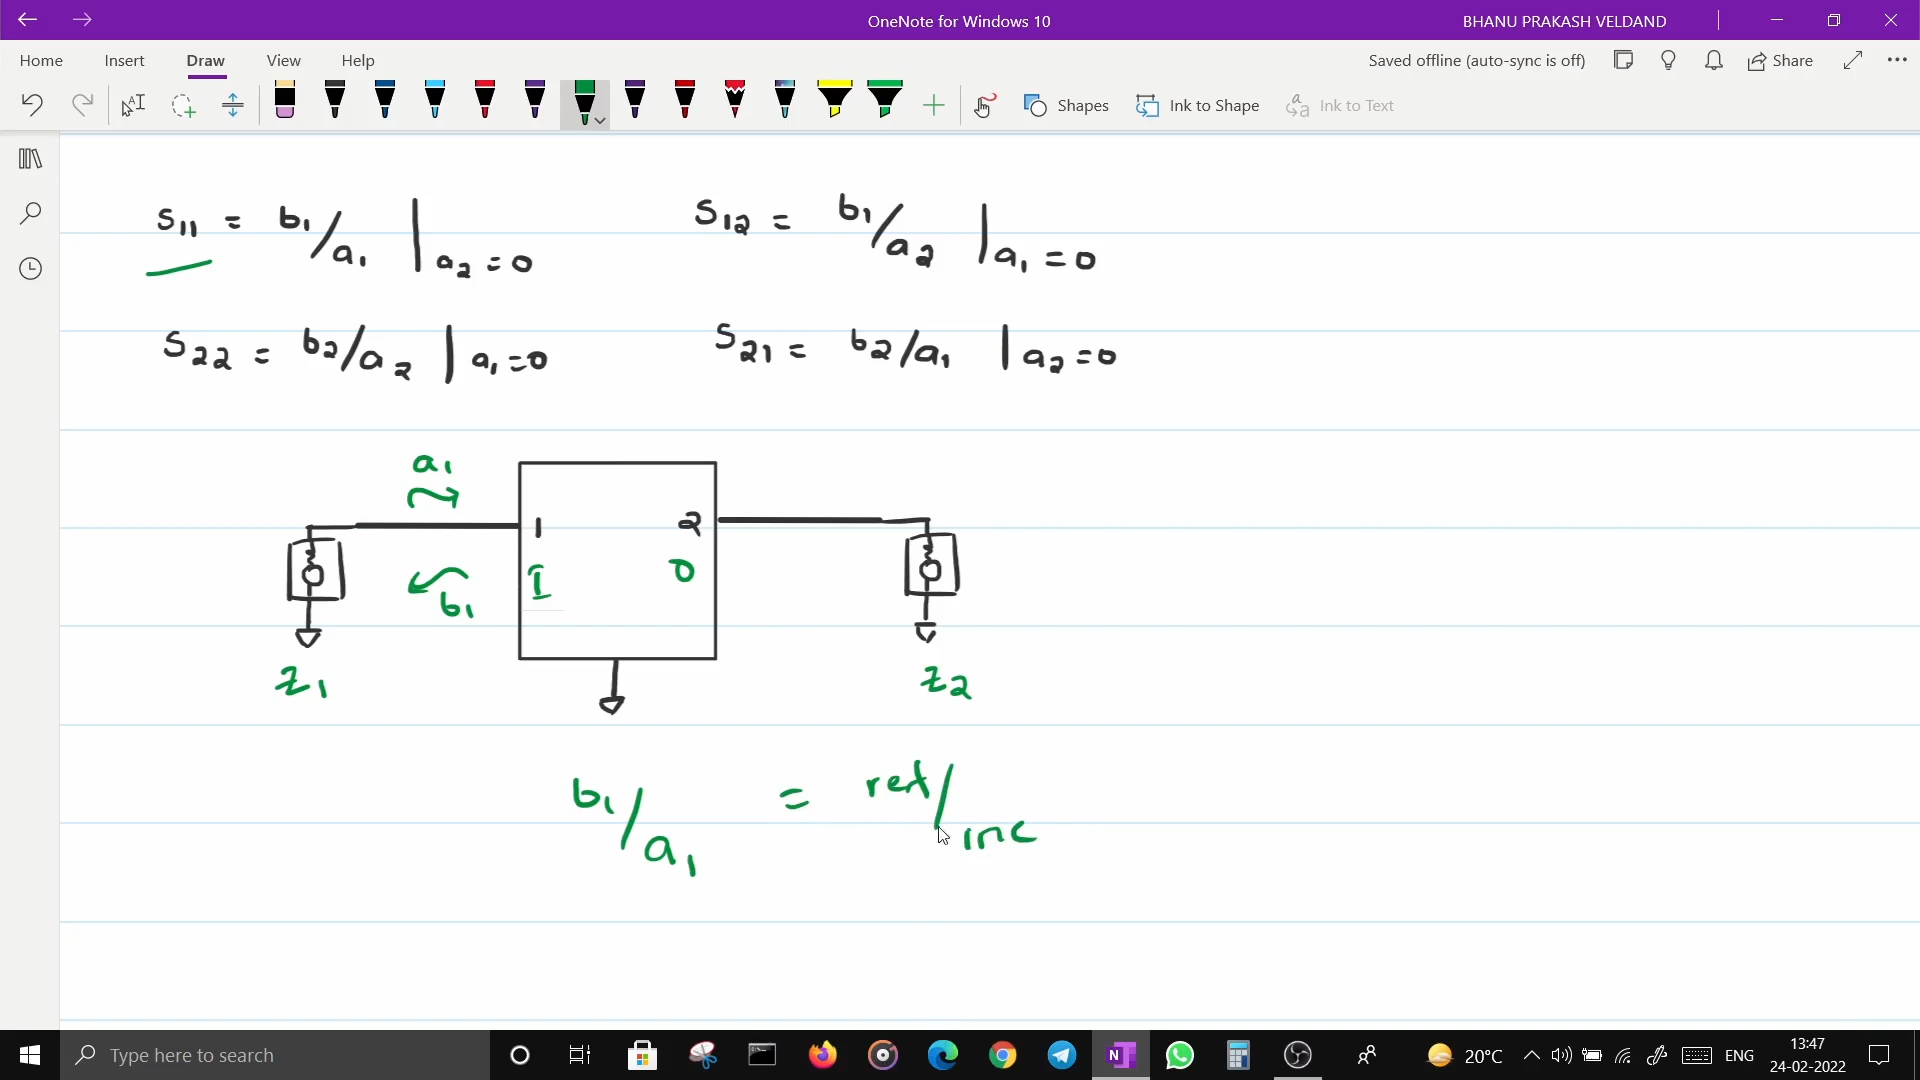 OneNote for Windows 10
BHANU PRAKASH VELDAND
Home Insert Draw View Help
Saved offline (auto-sync is off) Share
Shapes Ink to Shape Ink to Text
S11 = b1/a1 | a2 = 0
S12 = b1/a2 | a1 = 0
S22 = b2/a2 | a1 = 0
S21 = b2/a1 | a2 = 0
a1
1 2
b1 I O
Z1 Z2
b1/a1 = ref/inc
Type here to search
20°C ENG
13:47
24-02-2022